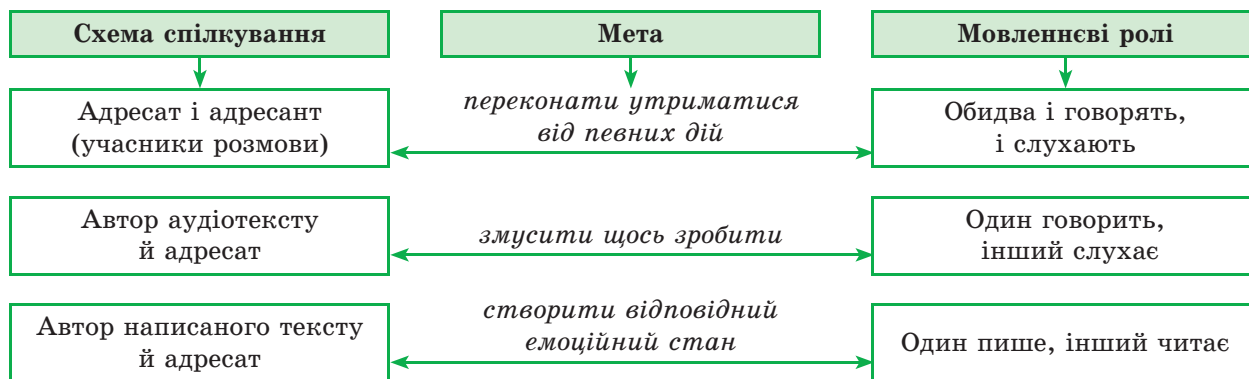 Схема спілкування
Мета
Мовленнєві ролі
Адресат і адресант
(учасники розмови)
переконати утриматися
від певних дій
Обидва і говорять,
і слухають
Автор аудіотексту
й адресат
змусити щось зробити
Один говорить,
інший слухає
Автор написаного тексту
й адресат
створити відповідний
емоційний стан
Один пише, інший читає